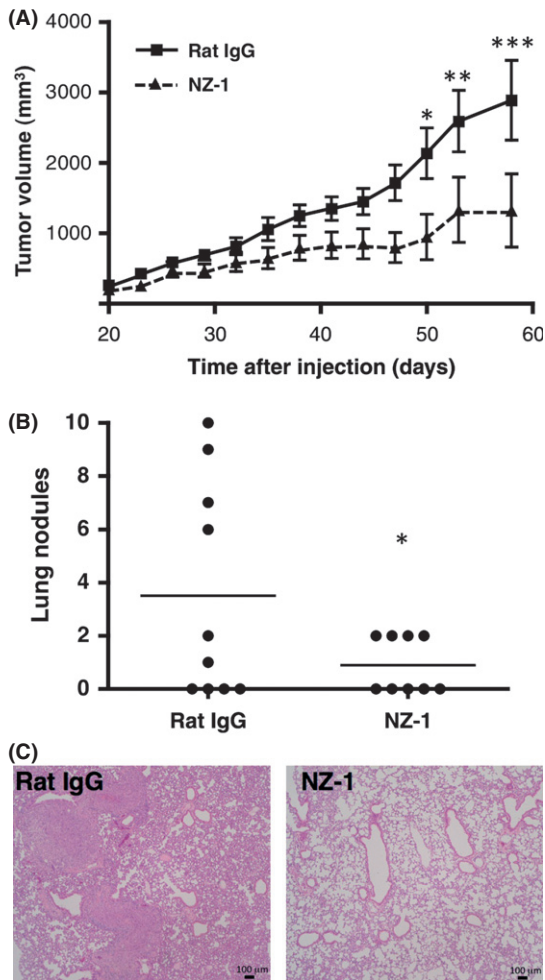 (A)
Rat IgG
NZ-1
* ** ***
Tumor volume (mm³)
4000
3000
2000
1000
20 30 40 50 60
Time after injection (days)
(B)
Lung nodules
10
8
6
4
2
0
*
Rat IgG NZ-1
(C)
Rat IgG NZ-1
100 μm 100 μm